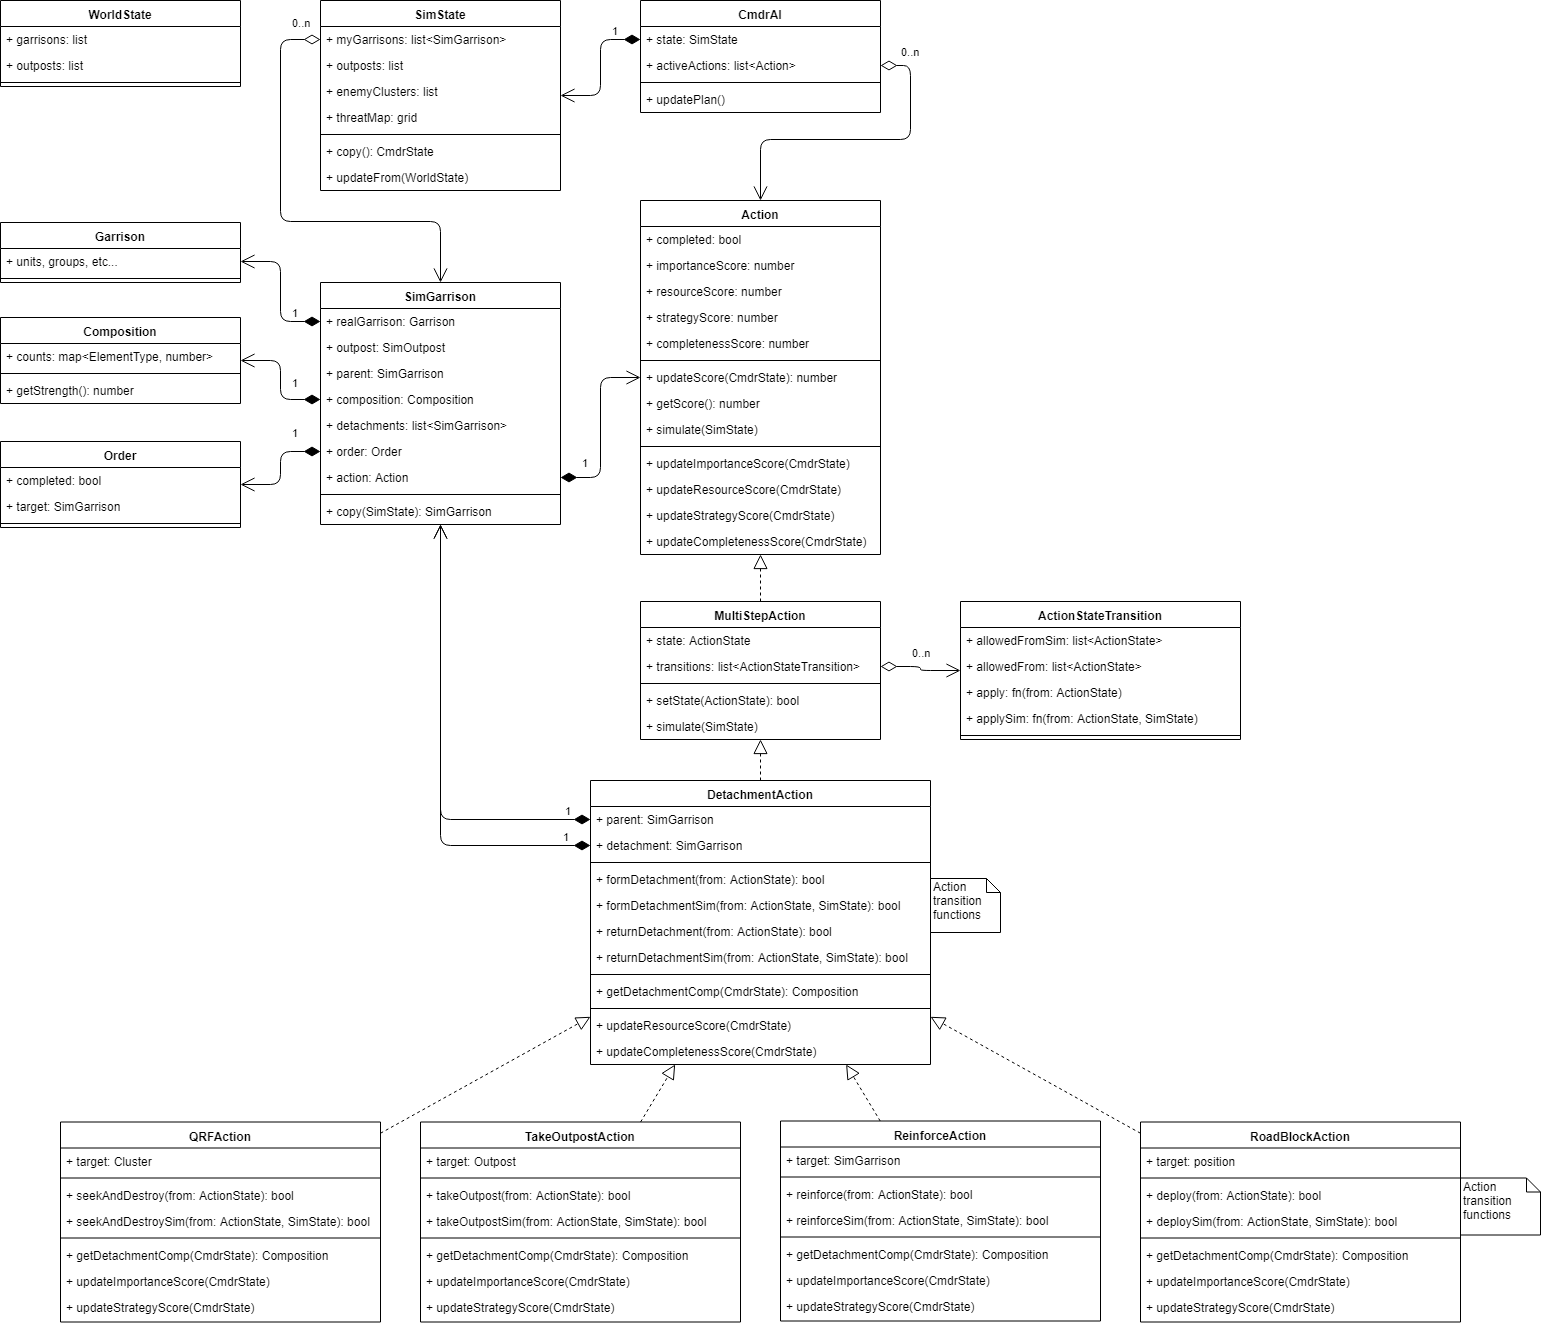 WorldState
+ garrisons: list
+ outposts: list
0..n
SimState
+ myGarrisons: list<SimGarrison>
+ outposts: list
+ enemyClusters: list
+ threatMap: grid
+ copy(): CmdrState
+ updateFrom(WorldState)
1
CmdrAI
+ state: SimState
+ activeActions: list<Action>
+ updatePlan()
0..n
Garrison
+ units, groups, etc...
1
Composition
+ counts: map<ElementType, number>
+ getStrength(): number
1
Order
+ completed: bool
+ target: SimGarrison
1
SimGarrison
+ realGarrison: Garrison
+ outpost: SimOutpost
+ parent: SimGarrison
+ composition: Composition
+ detachments: list<SimGarrison>
+ order: Order
+ action: Action
+ copy(SimState): SimGarrison
1
Action
+ completed: bool
+ importanceScore: number
+ resourceScore: number
+ strategyScore: number
+ completenessScore: number
+ updateScore(CmdrState): number
+ getScore(): number
+ simulate(SimState)
+ updateImportanceScore(CmdrState)
+ updateResourceScore(CmdrState)
+ updateStrategyScore(CmdrState)
+ updateCompletenessScore(CmdrState)
MultiStepAction
+ state: ActionState
+ transitions: list<ActionStateTransition>
+ setState(ActionState): bool
+ simulate(SimState)
0..n
ActionStateTransition
+ allowedFromSim: list<ActionState>
+ allowedFrom: list<ActionState>
+ apply: fn(from: ActionState)
+ applySim: fn(from: ActionState, SimState)
1
1
DetachmentAction
+ parent: SimGarrison
+ detachment: SimGarrison
+ formDetachment(from: ActionState): bool
+ formDetachmentSim(from: ActionState, SimState): bool
+ returnDetachment(from: ActionState): bool
+ returnDetachmentSim(from: ActionState, SimState): bool
+ getDetachmentComp(CmdrState): Composition
+ updateResourceScore(CmdrState)
+ updateCompletenessScore(CmdrState)
Action
transition
functions
QRFAction
+ target: Cluster
+ seekAndDestroy(from: ActionState): bool
+ seekAndDestroySim(from: ActionState, SimState): bool
+ getDetachmentComp(CmdrState): Composition
+ updateImportanceScore(CmdrState)
+ updateStrategyScore(CmdrState)
TakeOutpostAction
+ target: Outpost
+ takeOutpost(from: ActionState): bool
+ takeOutpostSim(from: ActionState, SimState): bool
+ getDetachmentComp(CmdrState): Composition
+ updateImportanceScore(CmdrState)
+ updateStrategyScore(CmdrState)
ReinforceAction
+ target: SimGarrison
+ reinforce(from: ActionState): bool
+ reinforceSim(from: ActionState, SimState): bool
+ getDetachmentComp(CmdrState): Composition
+ updateImportanceScore(CmdrState)
+ updateStrategyScore(CmdrState)
RoadBlockAction
+ target: position
+ deploy(from: ActionState): bool
+ deploySim(from: ActionState, SimState): bool
+ getDetachmentComp(CmdrState): Composition
+ updateImportanceScore(CmdrState)
+ updateStrategyScore(CmdrState)
Action
transition
functions